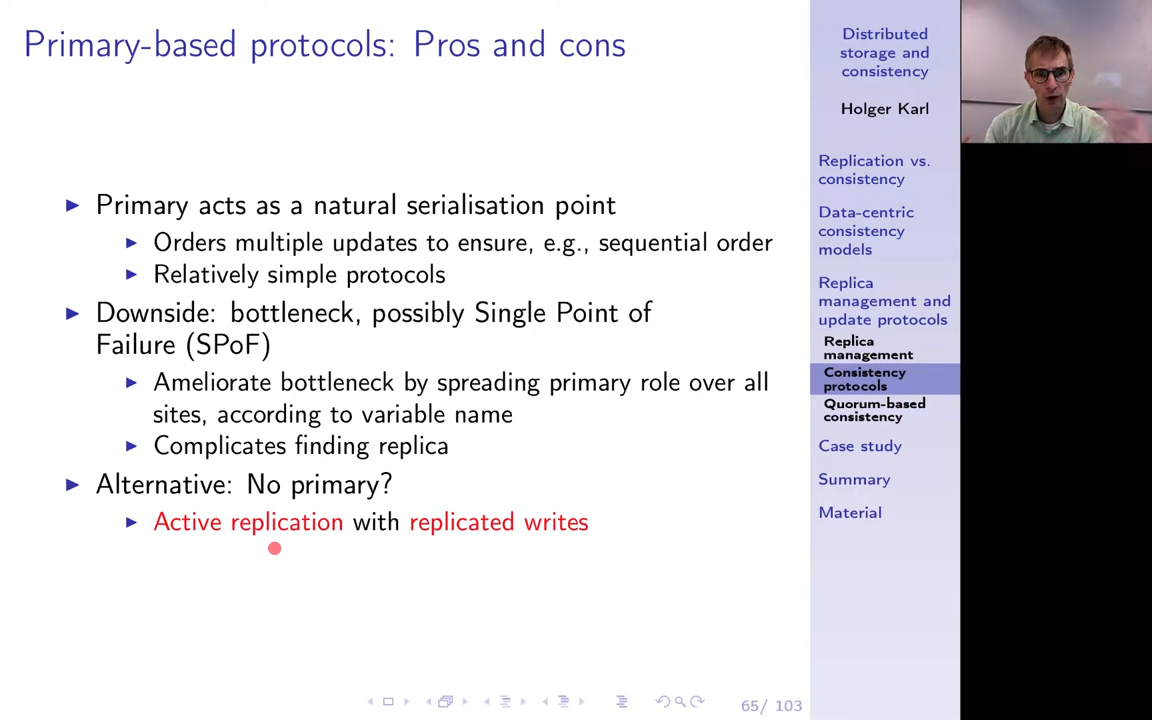 Primary-based protocols: Pros and cons
Primary acts as a natural serialisation point
Orders multiple updates to ensure, e.g., sequential order
Relatively simple protocols
Downside: bottleneck, possibly Single Point of
Failure (SPoF)
Ameliorate bottleneck by spreading primary role over all
sites, according to variable name
Complicates finding replica
Alternative: No primary?
Active replication with replicated writes
65/ 103
Distributed
storage and
consistency
Holger Karl
Replication vs.
consistency
Data-centric
consistency
models
Replica
management and
update protocols
Replica
management
Consistency
protocols
Quorum-based
consistency
Case study
Summary
Material